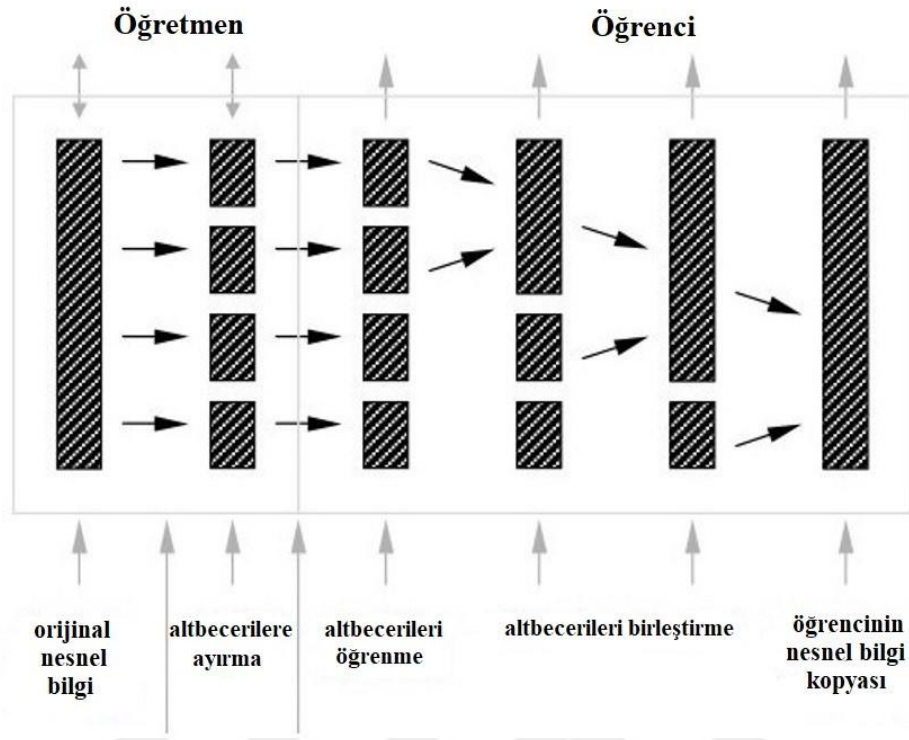 Öğretmen
Öğrenci
orijinal
nesnel
bilgi
altbecerilere
ayırma
altbecerileri
öğrenme
altbecerileri birleştirme
öğrencinin
nesnel bilgi
kopyası